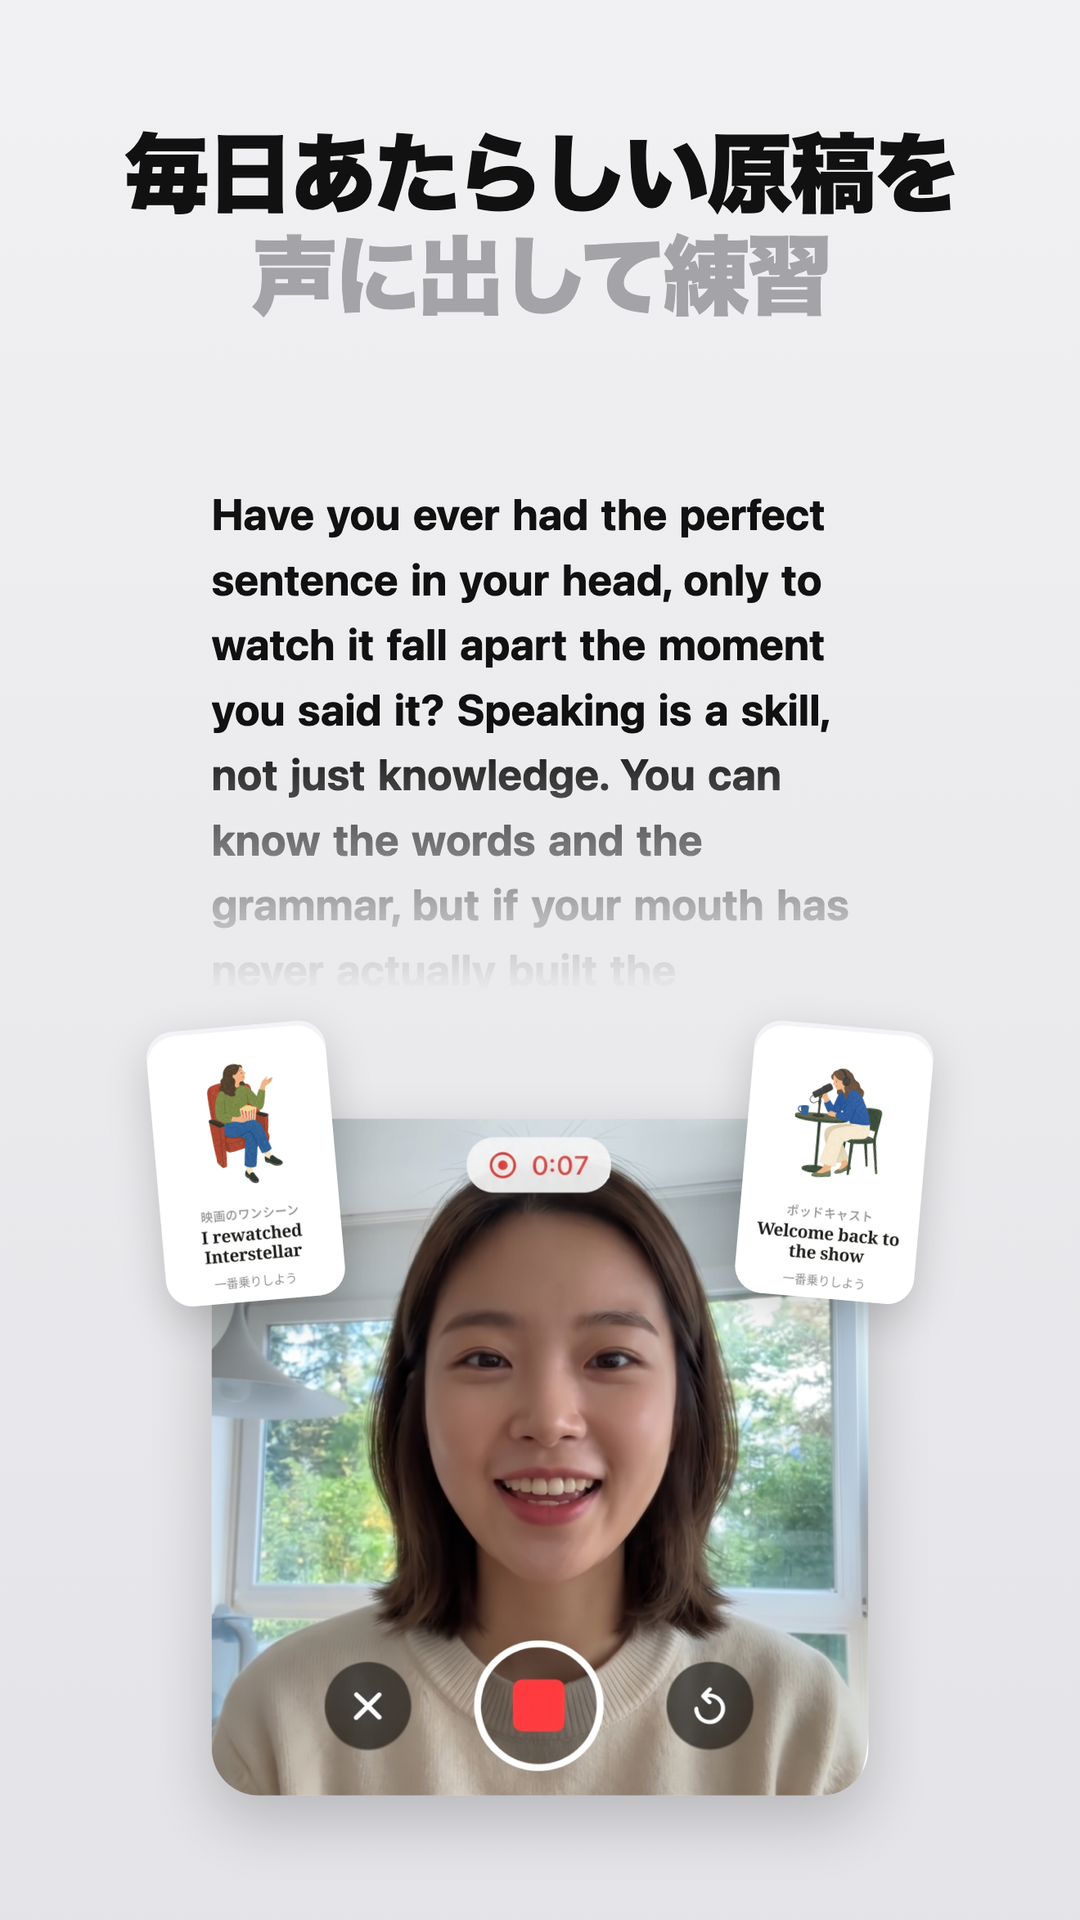 毎日あたらしい原稿を
声に出して練習
Have you ever had the perfect
sentence in your head, only to
watch it fall apart the moment
you said it? Speaking is a skill,
not just knowledge. You can
know the words and the
grammar, but if your mouth has
never actually built the
映画のワンシーン
I rewatched
Interstellar
一番乗りしよう
ポッドキャスト
Welcome back to
the show
一番乗りしよう
0:07